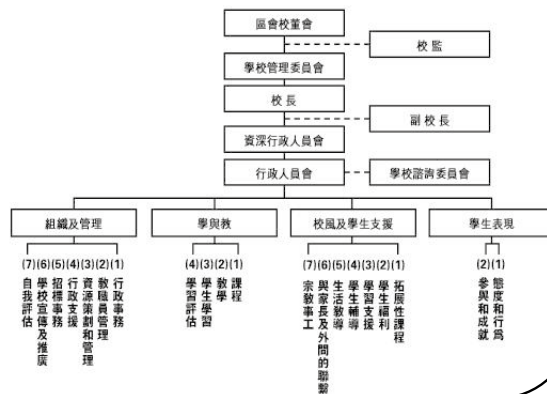 區會校董會
校監
學校管理委員會
校長
副校長
資深行政人員會
行政人員會
學校諮詢委員會
組織及管理
學與教
校風及學生支援
學生表現
(1)行政事務
(2)教職員管理
(3)資源策劃和管理
(4)行政支援
(5)招標事務
(6)學校宣傳及推廣
(7)自我評估
(1)課程
(2)教學
(3)學生學習
(4)學習評估
(1)拓展性課程
(2)學生福利
(3)學習支援
(4)學生輔導
(5)生活教導
(6)與家長及外間的聯繫
(7)宗教事工
(1)態度和行爲
(2)參與和成就